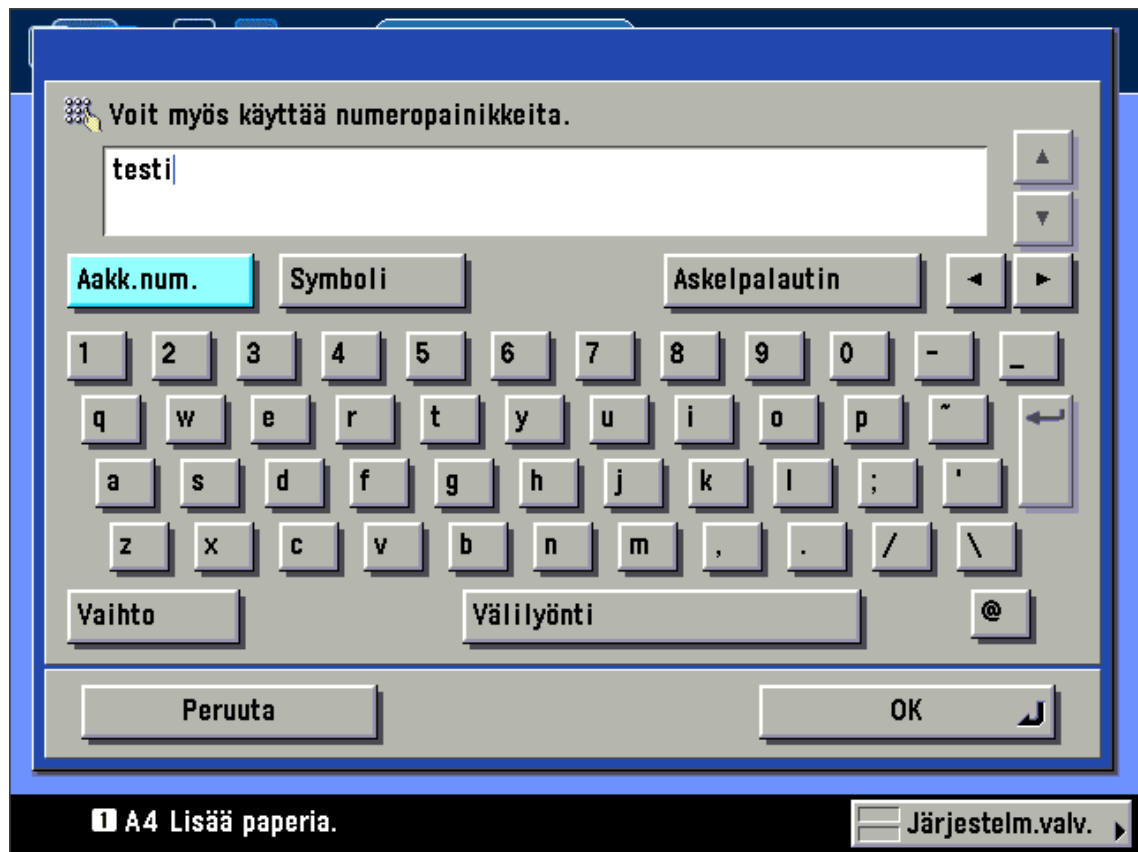 Voit myös käyttää numeropainikkeita.
testi
▲
▼
Aakk.num. Symboli Askelpalautin ◄ ►
1 2 3 4 5 6 7 8 9 0 - _
q w e r t y u i o p ~
a s d f g h j k l ; '
z x c v b n m , . / \
Vaihto Välilyönti @
Peruuta OK
1 A4 Lisää paperia. Järjestelm.valv.